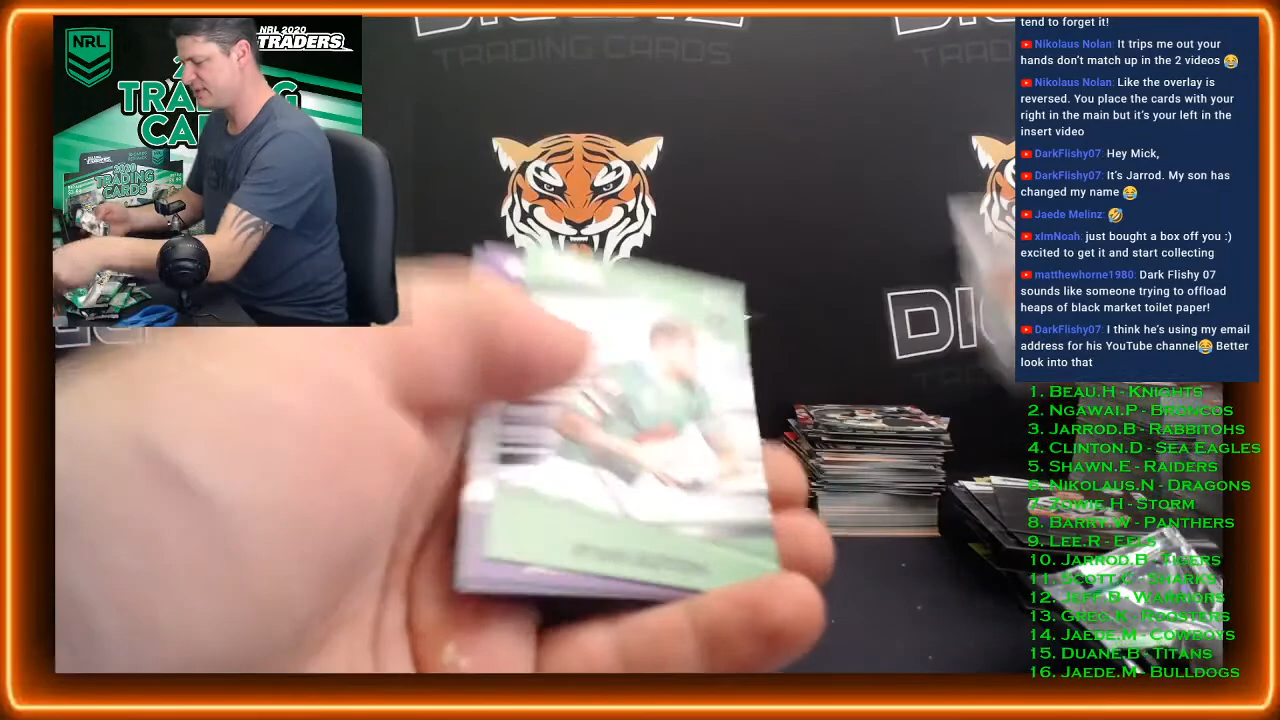 NRL
NRL 2020
TRADERS
2020
TRADING
CARDS
TRADING CARDS
tend to forget it!
Nikolaus Nolan: It trips me out your
hands don't match up in the 2 videos 😂
Nikolaus Nolan: Like the overlay is
reversed. You place the cards with your
right in the main but it's your left in the
insert video
DarkFlishy07: Hey Mick,
DarkFlishy07: It's Jarrod. My son has
changed my name 😂
Jaede Melinz: 🤣
xImNoah: just bought a box off you :)
excited to get it and start collecting
matthewhorne1980: Dark Flishy 07
sounds like someone trying to offload
heaps of black market toilet paper!
DarkFlishy07: I think he's using my email
address for his YouTube channel😂 Better
look into that
1. Beau.H - Knights
2. Ngawai.P - Broncos
3. Jarrod.B - Rabbitohs
4. Clinton.D - Sea Eagles
5. Shawn.E - Raiders
6. Nikolaus.N - Dragons
7. Zowie.H - Storm
8. Barry.W - Panthers
9. Lee.R - Eels
10. Jarrod.B - Tigers
11. Scott.C - Sharks
12. Jeff.B - Warriors
13. Greg.K - Roosters
14. Jaede.M - Cowboys
15. Duane.B - Titans
16. Jaede.M - Bulldogs